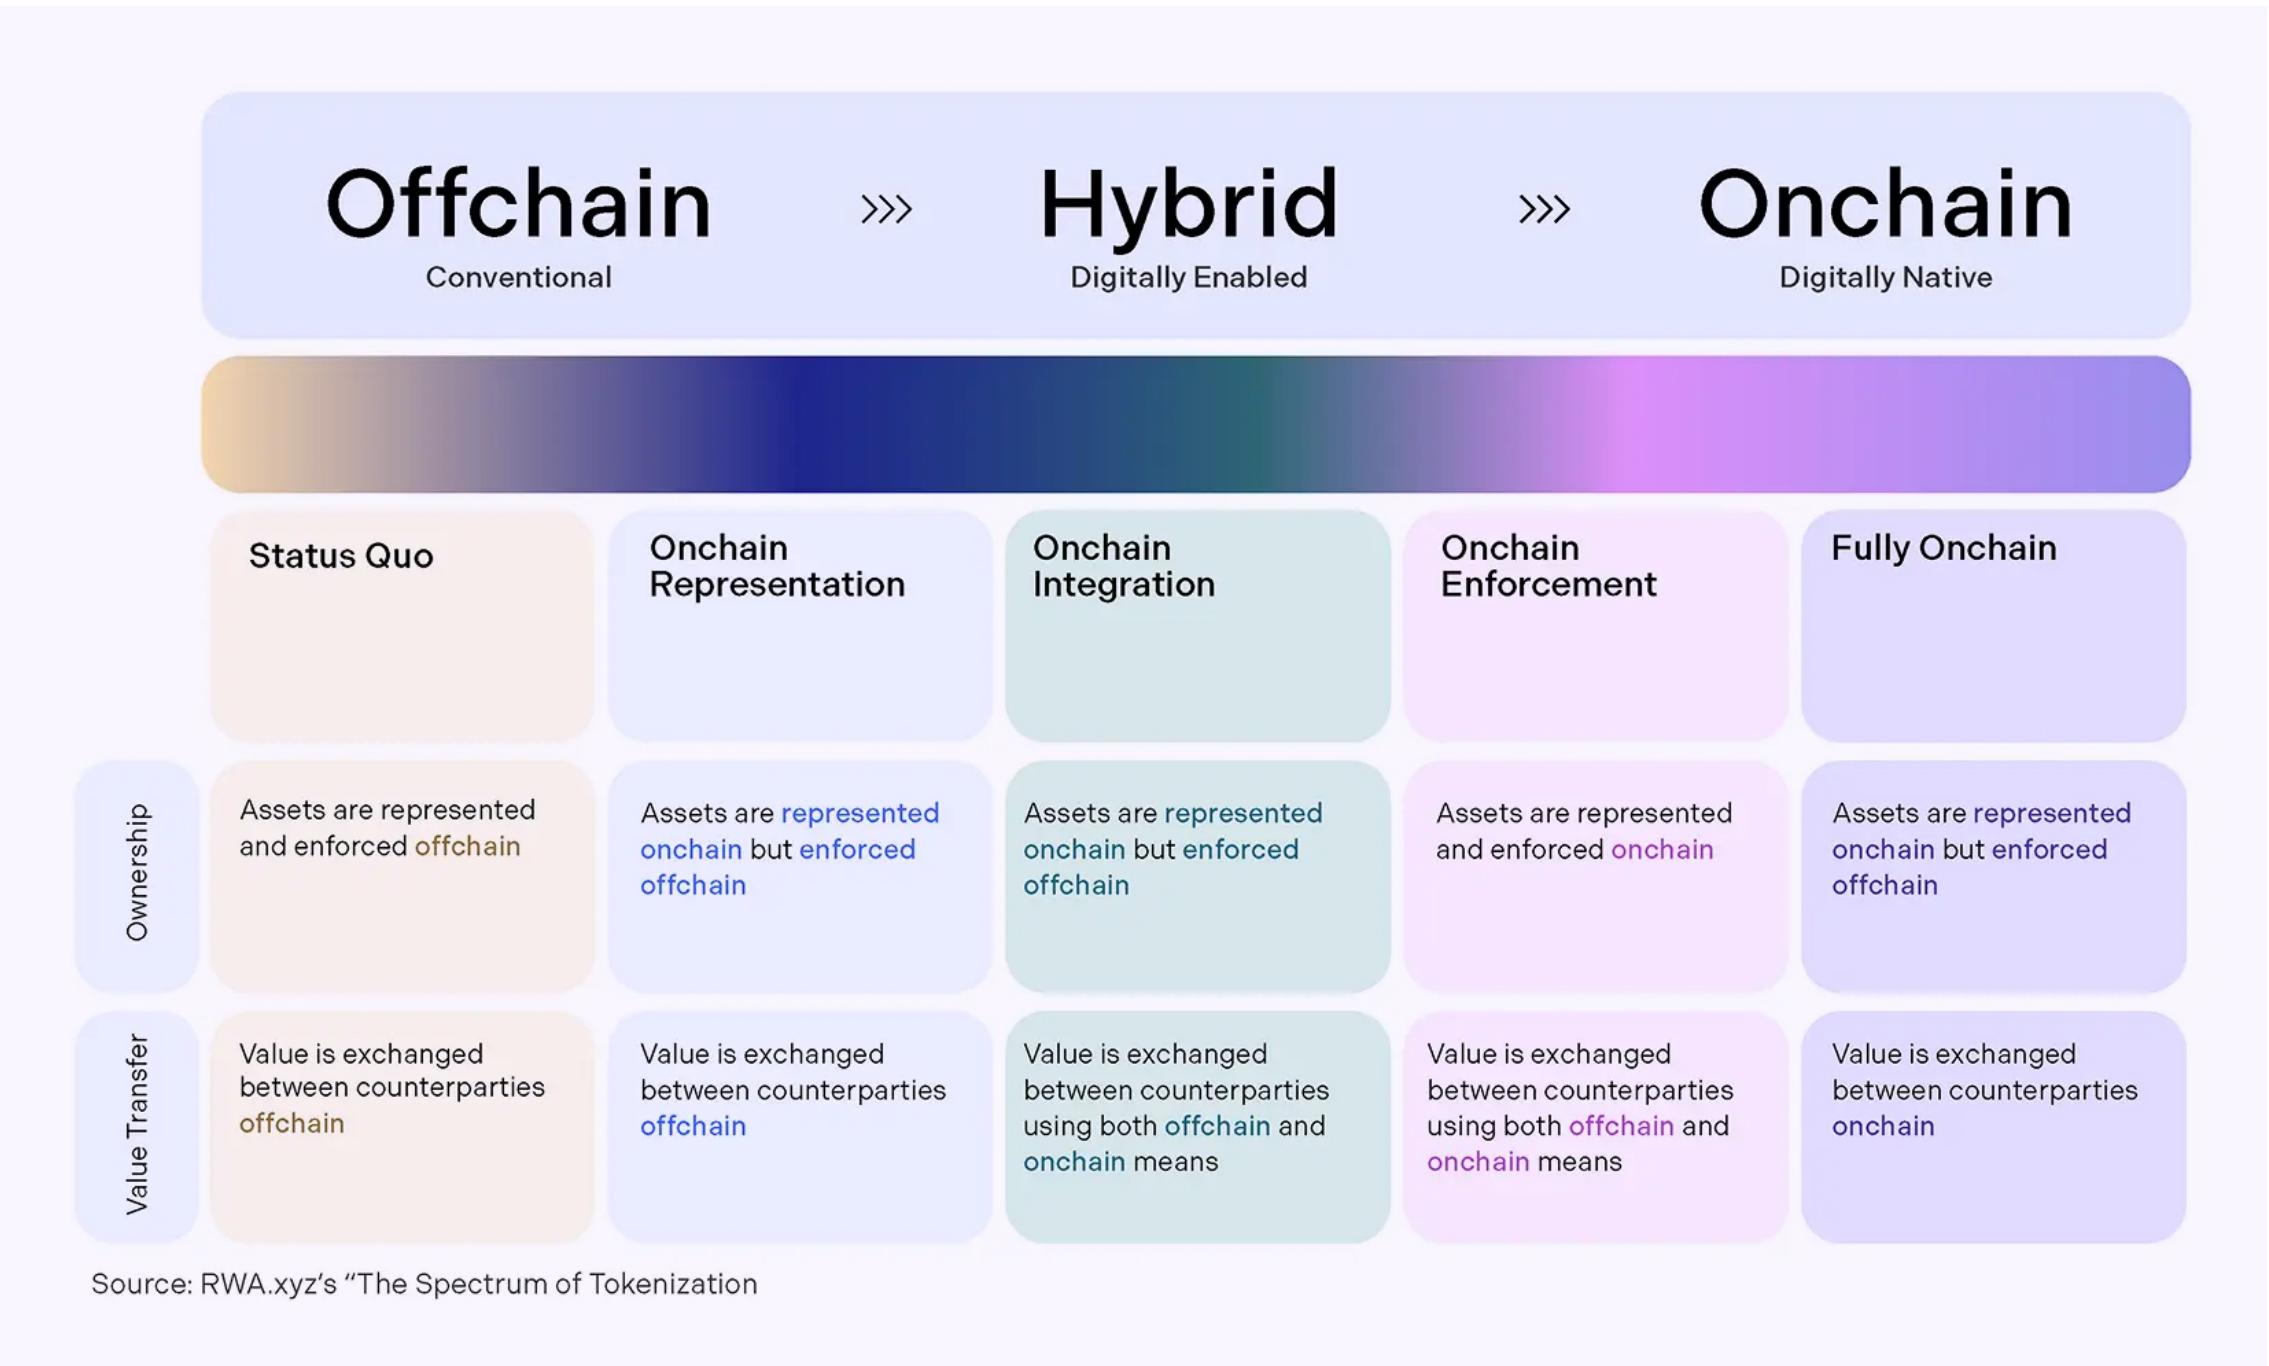 Offchain
Conventional
>>>
Hybrid
Digitally Enabled
>>>
Onchain
Digitally Native
Status Quo
Onchain
Representation
Onchain
Integration
Onchain
Enforcement
Fully Onchain
Ownership
Assets are represented
and enforced offchain
Assets are represented
onchain but enforced
offchain
Assets are represented
onchain but enforced
offchain
Assets are represented
and enforced onchain
Assets are represented
onchain but enforced
offchain
Value Transfer
Value is exchanged
between counterparties
offchain
Value is exchanged
between counterparties
offchain
Value is exchanged
between counterparties
using both offchain and
onchain means
Value is exchanged
between counterparties
using both offchain and
onchain means
Value is exchanged
between counterparties
onchain
Source: RWA.xyz’s “The Spectrum of Tokenization